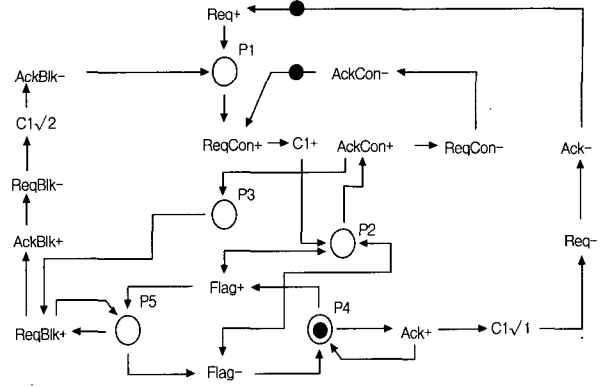 Req+
P1
AckBlk-
AckCon-
C1√2
ReqCon+
C1+
AckCon+
ReqCon-
Ack-
ReqBlk-
P3
P2
AckBlk+
Req-
Flag+
P4
P5
ReqBlk+
Ack+
C1√1
Flag-